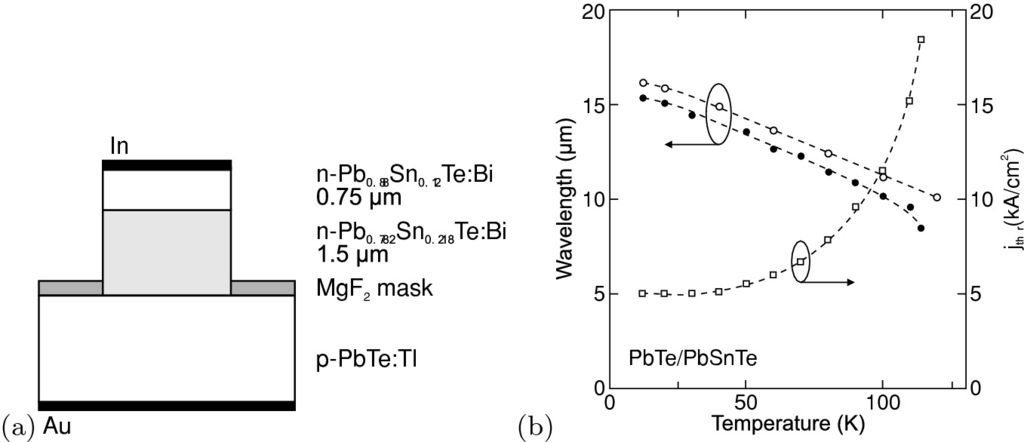 In
n-Pb0.88Sn0.12Te:Bi
0.75 µm
n-Pb0.782Sn0.218Te:Bi
1.5 µm
MgF2 mask
p-PbTe:Tl
(a) Au
20
15
10
5
0
Wavelength (µm)
0
50
100
Temperature (K)
20
15
10
5
0
jth r(kA/cm2)
PbTe/PbSnTe
(b)